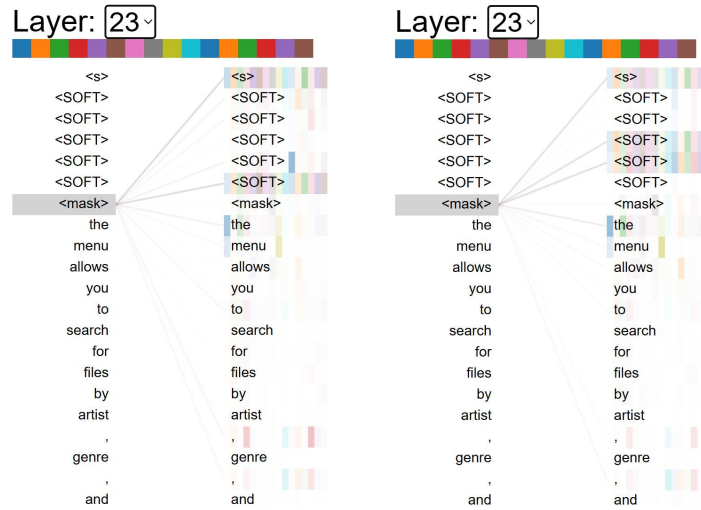 Layer: 23 Layer: 23
<s> <s> <s> <s>
<SOFT> <SOFT> <SOFT> <SOFT>
<SOFT> <SOFT> <SOFT> <SOFT>
<SOFT> <SOFT> <SOFT> <SOFT>
<SOFT> <SOFT> <SOFT> <SOFT>
<SOFT> <SOFT> <SOFT> <SOFT>
<mask> <mask> <mask> <mask>
the the the the
menu menu menu menu
allows allows allows allows
you you you you
to to to to
search search search search
for for for for
files files files files
by by by by
artist artist artist artist
, , , ,
genre genre genre genre
, , , ,
and and and and